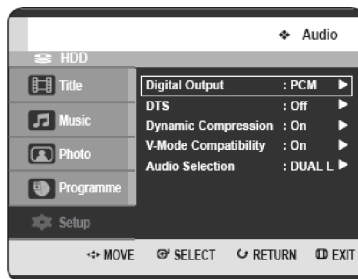 Audio
HDD
Title
Music
Photo
Programme
Setup
Digital Output : PCM
DTS : Off
Dynamic Compression : On
V-Mode Compatibility : On
Audio Selection : DUAL L
MOVE SELECT RETURN EXIT